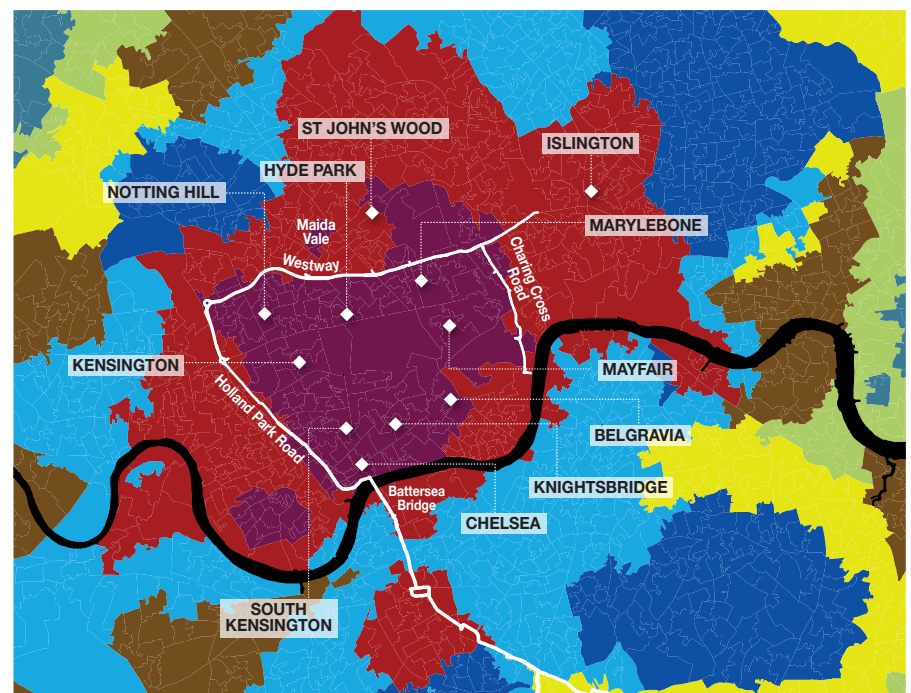 ST JOHN'S WOOD
ISLINGTON
HYDE PARK
NOTTING HILL
MARYLEBONE
Maida
Vale
Westway
Charing Cross
Road
KENSINGTON
MAYFAIR
Holland Park Road
BELGRAVIA
KNIGHTSBRIDGE
Battersea
Bridge
CHELSEA
SOUTH
KENSINGTON